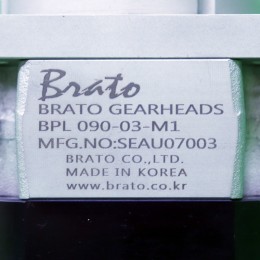 Brato
BRATO GEARHEADS
BPL 090-03-M1
MFG.NO:SEAU07003
BRATO CO.,LTD.
MADE IN KOREA
www.brato.co.kr